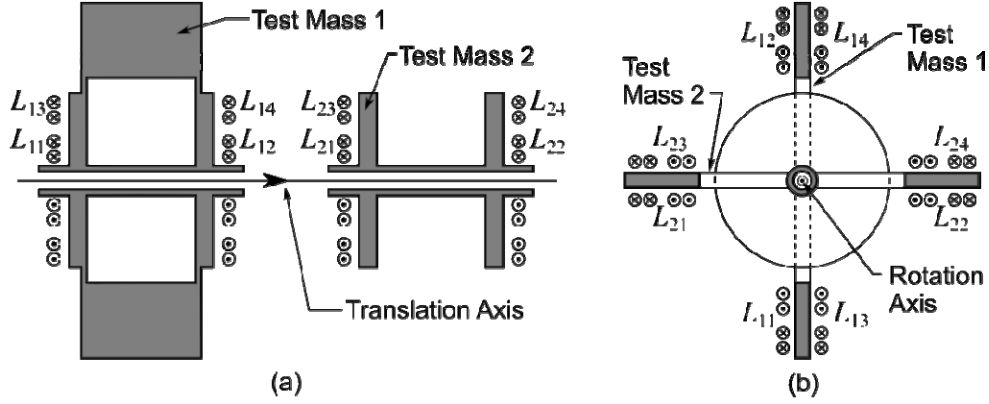 Test Mass 1
Test Mass 2
L13
L14
L23
L24
L11
L12
L21
L22
Translation Axis
(a)
L12
L14
Test
Mass 1
Test
Mass 2
L23
L24
L21
L22
Rotation
Axis
L11
L13
(b)